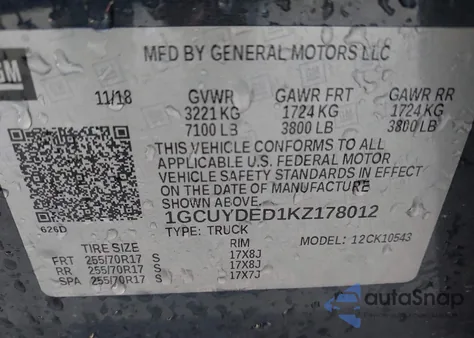 GM
MFD BY GENERAL MOTORS LLC
11/18 GVWR GAWR FRT GAWR RR
3221 KG 1724 KG 1724 KG
7100 LB 3800 LB 3800 LB
THIS VEHICLE CONFORMS TO ALL
APPLICABLE U.S. FEDERAL MOTOR
VEHICLE SAFETY STANDARDS IN EFFECT
ON THE DATE OF MANUFACTURE
SHOWN ABOVE.
1GCUYDED1KZ178012
626D
TYPE: TRUCK MODEL: 12CK10543
TIRE SIZE RIM
FRT 255/70R17 S 17X8J
RR 255/70R17 S 17X8J
SPA 255/70R17 S 17X7J
autoSnap